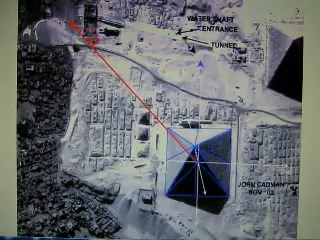 WATER SHAFT
ENTRANCE
TUNNEL
JOHN CADMAN
NOV '02